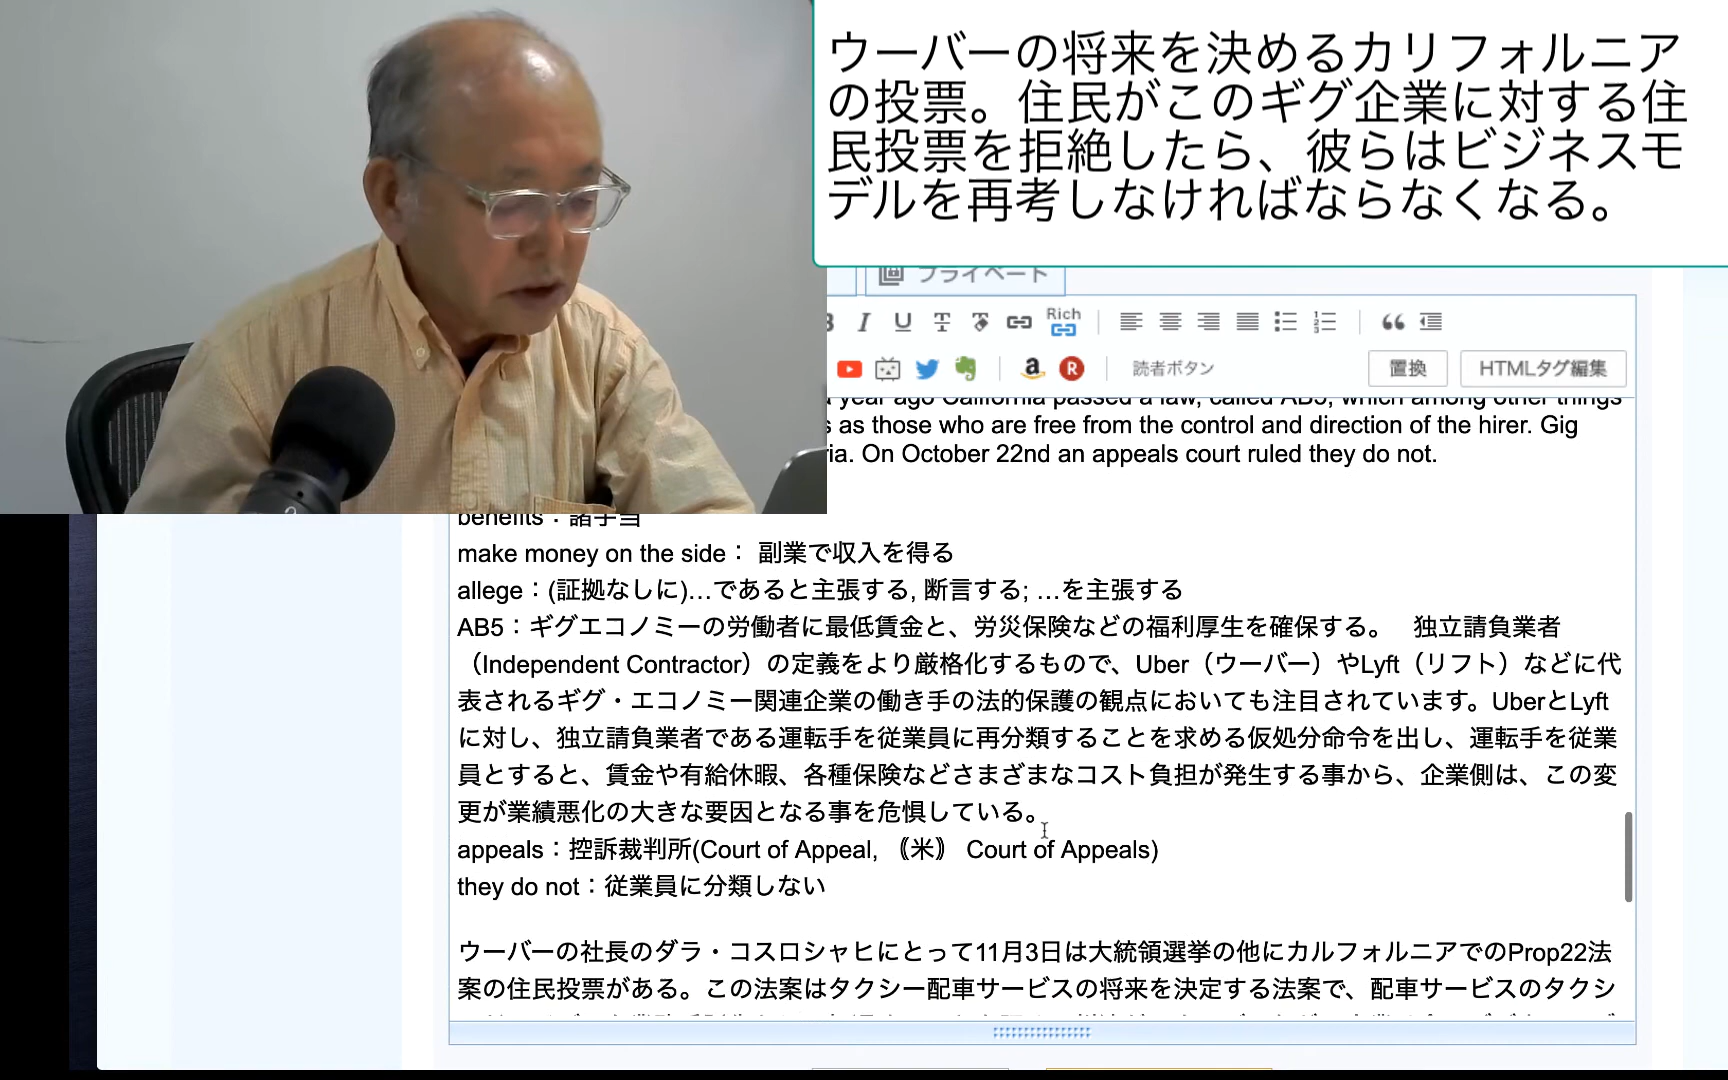 ウーバーの将来を決めるカリフォルニア
の投票。住民がこのギグ企業に対する住
民投票を拒絶したら、彼らはビジネスモ
デルを再考しなければならなくなる。
プライベート
I U T Rich
a R 読者ボタン 置換 HTMLタグ編集
year ago California passed a law, called AB5, which among other things
s as those who are free from the control and direction of the hirer. Gig
ria. On October 22nd an appeals court ruled they do not.
benefits：諸手当
make money on the side： 副業で収入を得る
allege：(証拠なしに)…であると主張する, 断言する; …を主張する
AB5：ギグエコノミーの労働者に最低賃金と、労災保険などの福利厚生を確保する。　独立請負業者
（Independent Contractor）の定義をより厳格化するもので、Uber（ウーバー）やLyft（リフト）などに代
表されるギグ・エコノミー関連企業の働き手の法的保護の観点においても注目されています。UberとLyft
に対し、独立請負業者である運転手を従業員に再分類することを求める仮処分命令を出し、運転手を従業
員とすると、賃金や有給休暇、各種保険などさまざまなコスト負担が発生する事から、企業側は、この変
更が業績悪化の大きな要因となる事を危惧している。
appeals：控訴裁判所(Court of Appeal, 《米》 Court of Appeals)
they do not：従業員に分類しない
ウーバーの社長のダラ・コスロシャヒにとって11月3日は大統領選挙の他にカルフォルニアでのProp22法
案の住民投票がある。この法案はタクシー配車サービスの将来を決定する法案で、配車サービスのタクシ